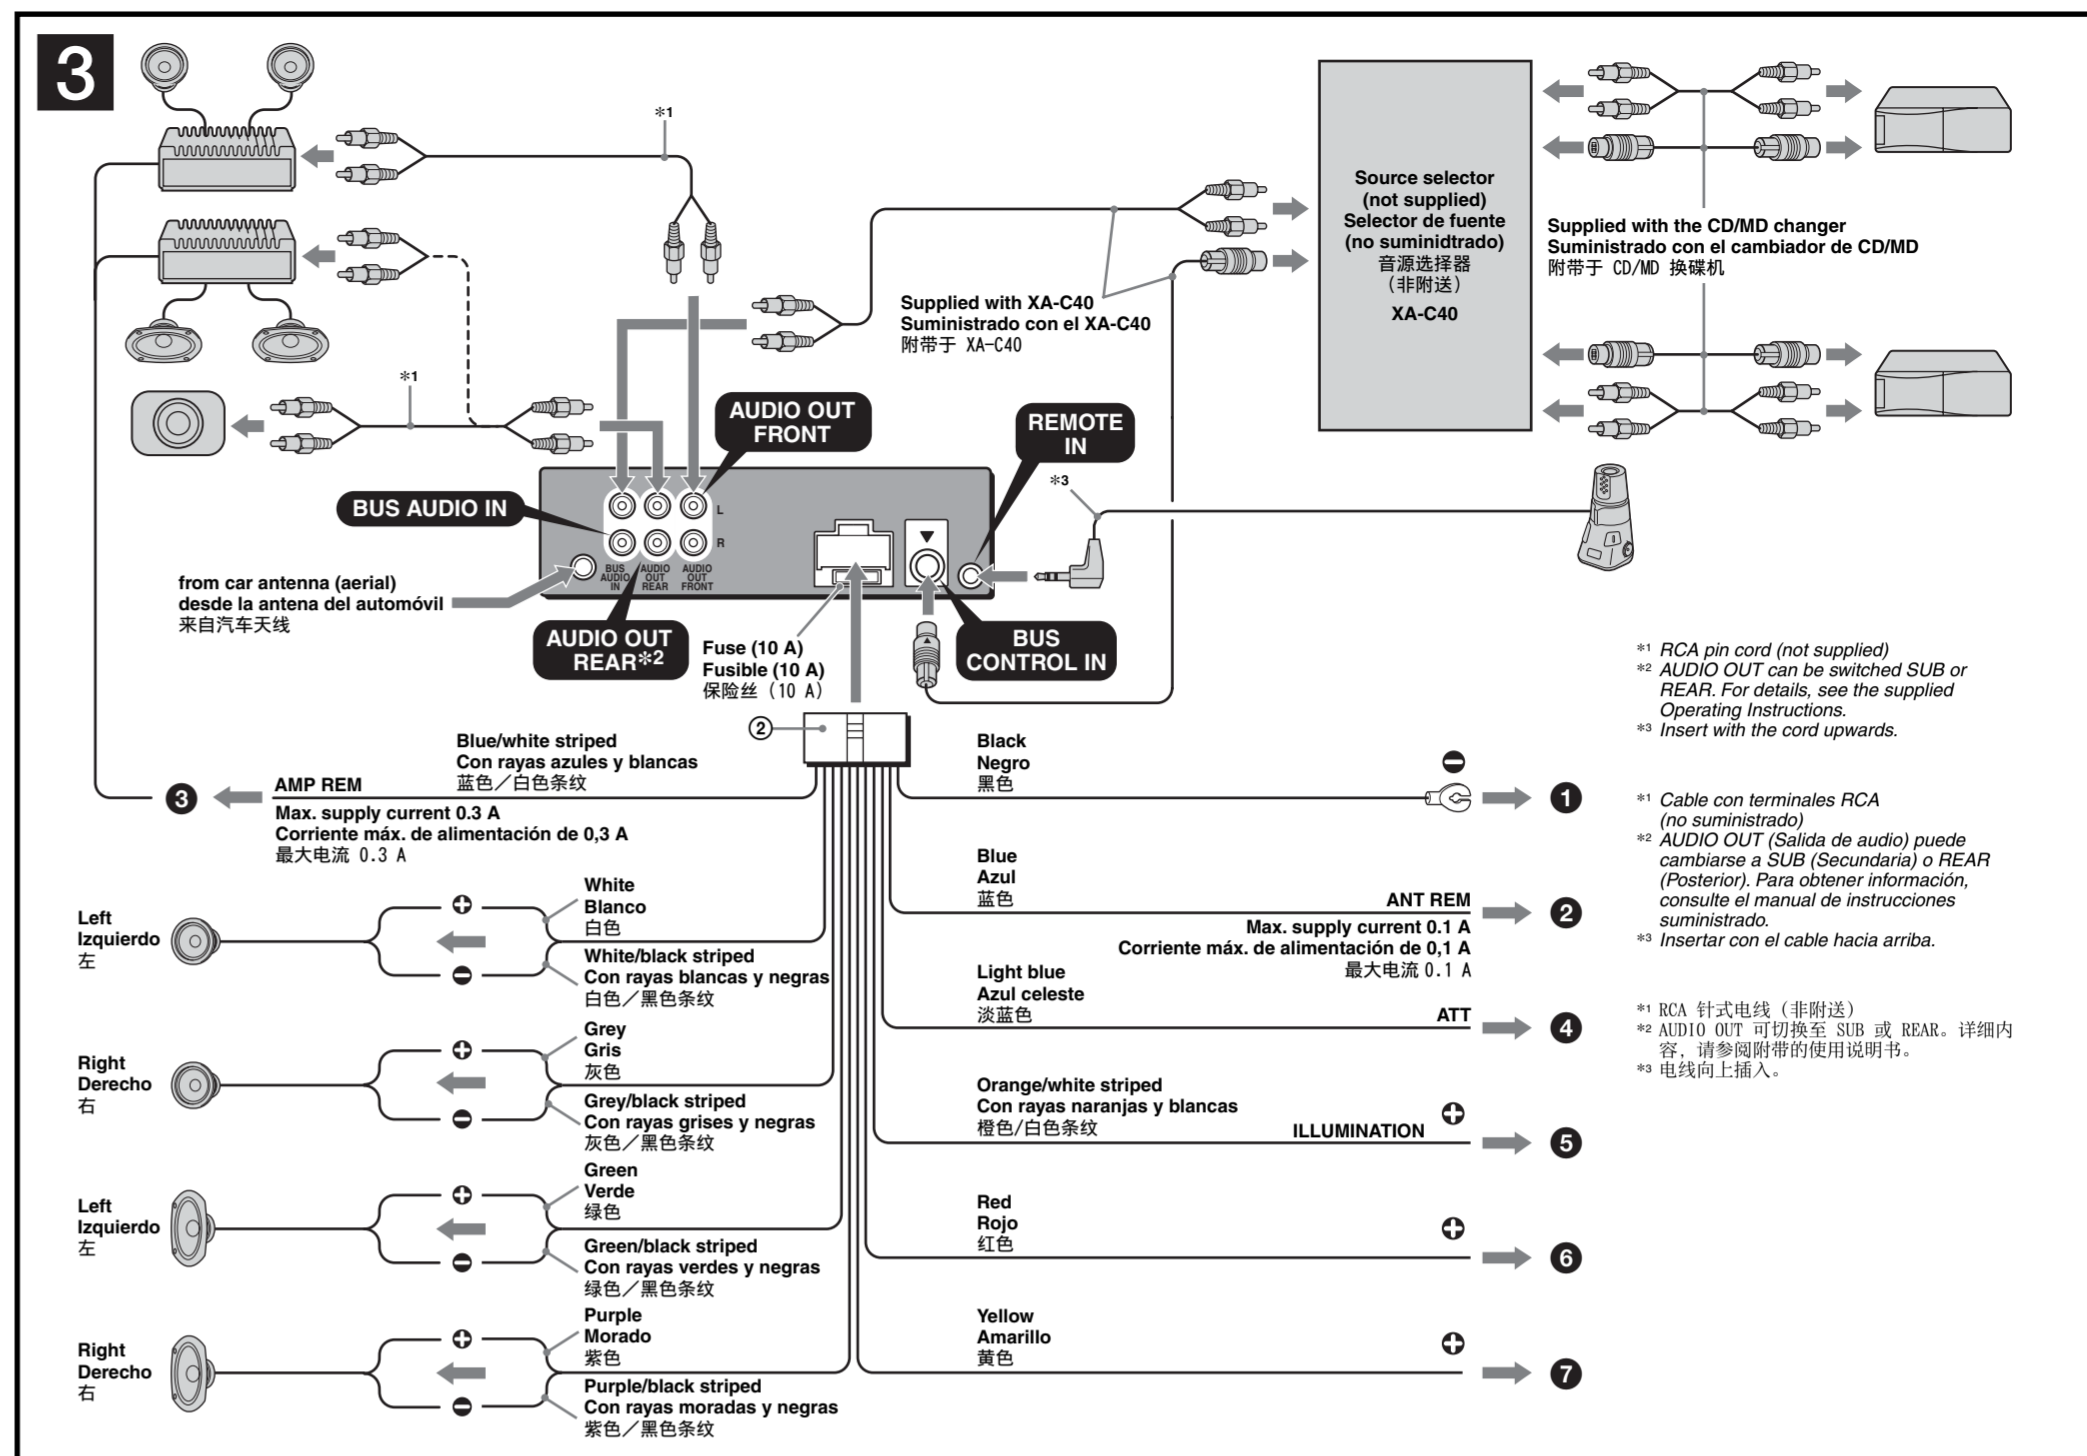 3
*1
Source selector
(not supplied)
Selector de fuente
(no suminidtrado)
音源选择器
（非附送）
XA-C40
Supplied with the CD/MD changer
Suministrado con el cambiador de CD/MD
附带于 CD/MD 换碟机
Supplied with XA-C40
Suministrado con el XA-C40
附带于 XA-C40
*1
AUDIO OUT
FRONT
REMOTE
IN
*3
BUS AUDIO IN
L
R
BUS
AUDIO
IN
AUDIO
OUT
REAR
AUDIO
OUT
FRONT
from car antenna (aerial)
desde la antena del automóvil
来自汽车天线
AUDIO OUT
REAR*2
Fuse (10 A)
Fusible (10 A)
保险丝（10 A）
BUS
CONTROL IN
*1 RCA pin cord (not supplied)
*2 AUDIO OUT can be switched SUB or
REAR. For details, see the supplied
Operating Instructions.
*3 Insert with the cord upwards.
②
Blue/white striped
Con rayas azules y blancas
蓝色／白色条纹
❸
AMP REM
Max. supply current 0.3 A
Corriente máx. de alimentación de 0,3 A
最大电流 0.3 A
Black
Negro
黑色
❶
*1 Cable con terminales RCA
(no suministrado)
*2 AUDIO OUT (Salida de audio) puede
cambiarse a SUB (Secundaria) o REAR
(Posterior). Para obtener información,
consulte el manual de instrucciones
suministrado.
*3 Insertar con el cable hacia arriba.
Blue
Azul
蓝色
ANT REM
❷
Max. supply current 0.1 A
Corriente máx. de alimentación de 0,1 A
最大电流 0.1 A
Left
Izquierdo
左
White
Blanco
白色
White/black striped
Con rayas blancas y negras
白色／黑色条纹
Light blue
Azul celeste
淡蓝色
ATT
❹
*1 RCA 针式电线（非附送）
*2 AUDIO OUT 可切换至 SUB 或 REAR。详细内
容，请参阅附带的使用说明书。
*3 电线向上插入。
Right
Derecho
右
Grey
Gris
灰色
Grey/black striped
Con rayas grises y negras
灰色／黑色条纹
Orange/white striped
Con rayas naranjas y blancas
橙色/白色条纹
ILLUMINATION
❺
Left
Izquierdo
左
Green
Verde
绿色
Green/black striped
Con rayas verdes y negras
绿色／黑色条纹
Red
Rojo
红色
❻
Right
Derecho
右
Purple
Morado
紫色
Purple/black striped
Con rayas moradas y negras
紫色／黑色条纹
Yellow
Amarillo
黄色
❼